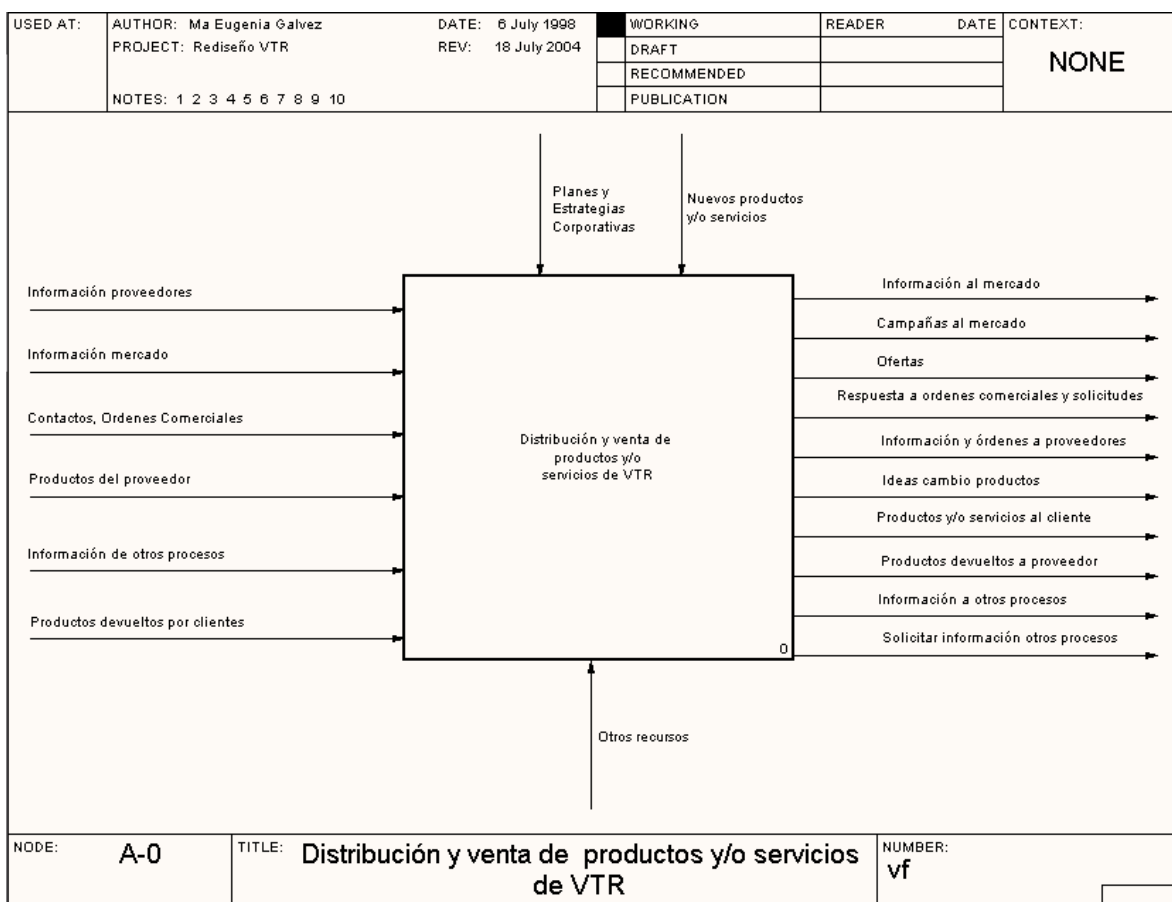 USED AT:
AUTHOR: Ma Eugenia Galvez
DATE: 6 July 1998
PROJECT: Rediseño VTR
REV: 18 July 2004
NOTES: 1 2 3 4 5 6 7 8 9 10
WORKING
DRAFT
RECOMMENDED
PUBLICATION
READER DATE
CONTEXT:
NONE
Planes y
Estrategias
Corporativas
Nuevos productos
y/o servicios
Información proveedores
Información mercado
Contactos, Ordenes Comerciales
Productos del proveedor
Información de otros procesos
Productos devueltos por clientes
Distribución y venta de
productos y/o
servicios de VTR
0
Información al mercado
Campañas al mercado
Ofertas
Respuesta a ordenes comerciales y solicitudes
Información y órdenes a proveedores
Ideas cambio productos
Productos y/o servicios al cliente
Productos devueltos a proveedor
Información a otros procesos
Solicitar información otros procesos
Otros recursos
NODE:
A-0
TITLE:
Distribución y venta de productos y/o servicios
de VTR
NUMBER:
vf